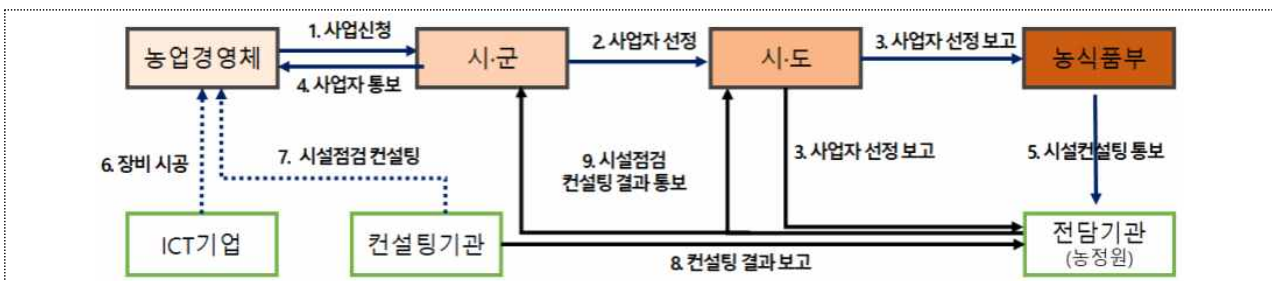 1. 사업신청
농업경영체
시·군
2. 사업자 선정
시·도
3. 사업자 선정 보고
농식품부
4. 사업자 통보
6. 장비 시공
7. 시설점검 컨설팅
9. 시설점검
컨설팅 결과 통보
3. 사업자 선정 보고
5. 시설컨설팅 통보
ICT기업
컨설팅기관
8. 컨설팅 결과 보고
전담기관
(농정원)